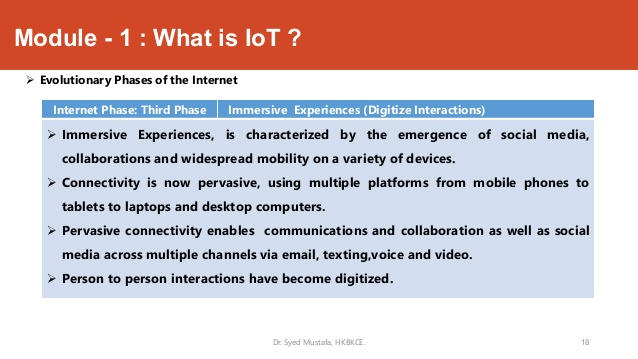 Module - 1 : What is IoT ?
➢ Evolutionary Phases of the Internet
Internet Phase: Third Phase Immersive Experiences (Digitize Interactions)
➢ Immersive Experiences, is characterized by the emergence of social media,
collaborations and widespread mobility on a variety of devices.
➢ Connectivity is now pervasive, using multiple platforms from mobile phones to
tablets to laptops and desktop computers.
➢ Pervasive connectivity enables communications and collaboration as well as social
media across multiple channels via email, texting,voice and video.
➢ Person to person interactions have become digitized.
Dr. Syed Mustafa, HKBKCE. 18